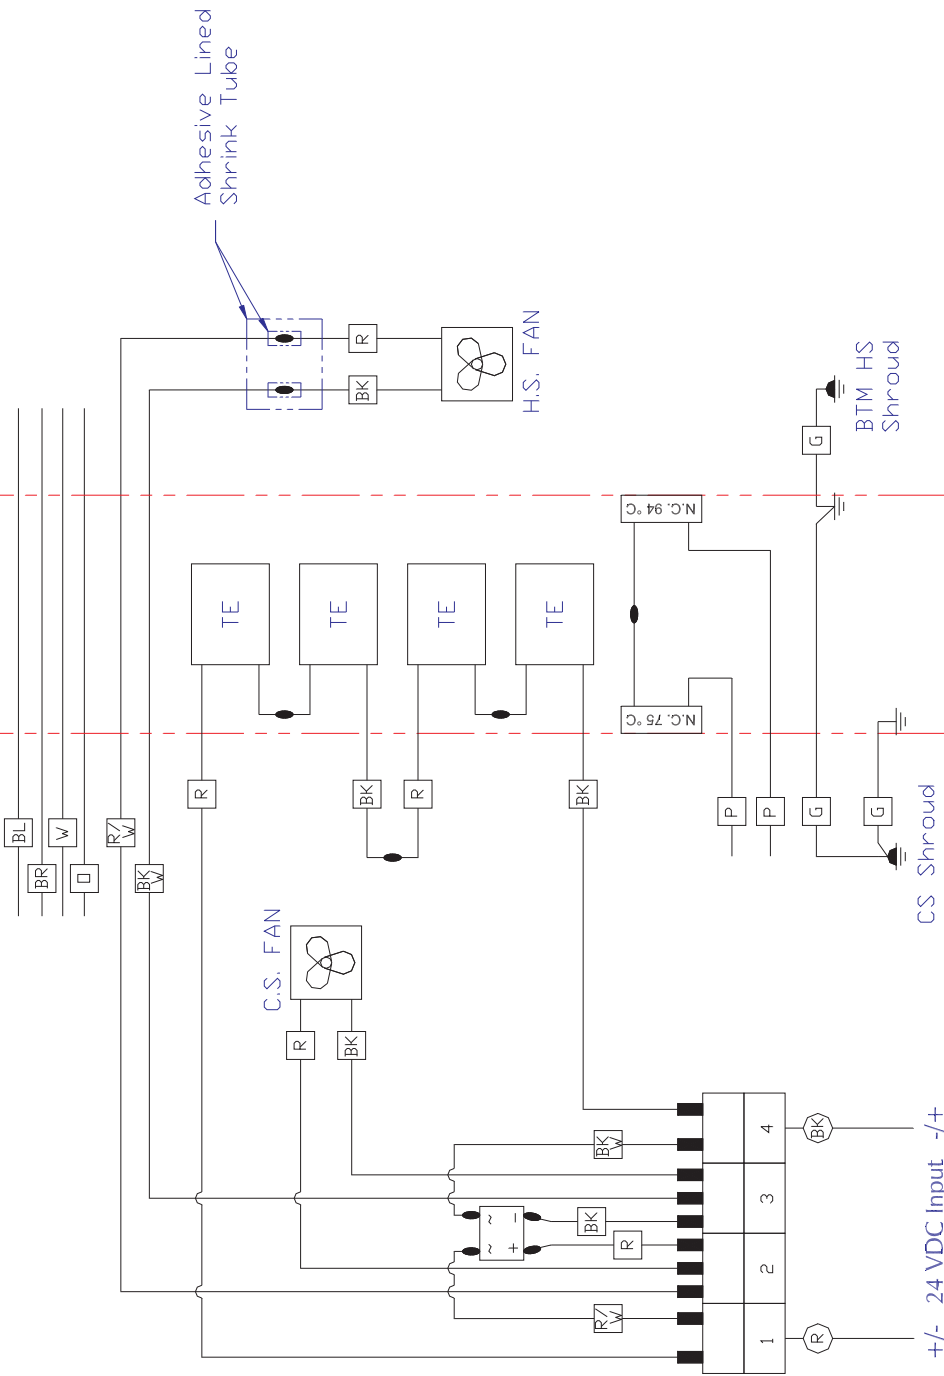 Adhesive Lined
Shrink Tube
BL
BR
W
O
R/W
BK/W
R
BK
H.S. FAN
TE
TE
TE
TE
R
BK
R
BK
N.C. 94 °C
N.C. 75 °C
P
P
G
G
G
BTM HS
Shroud
CS Shroud
C.S. FAN
R
BK
BK/W
R/W
~
~
+
-
BK
R
1
2
3
4
R
BK
+/- 24 VDC Input -/+